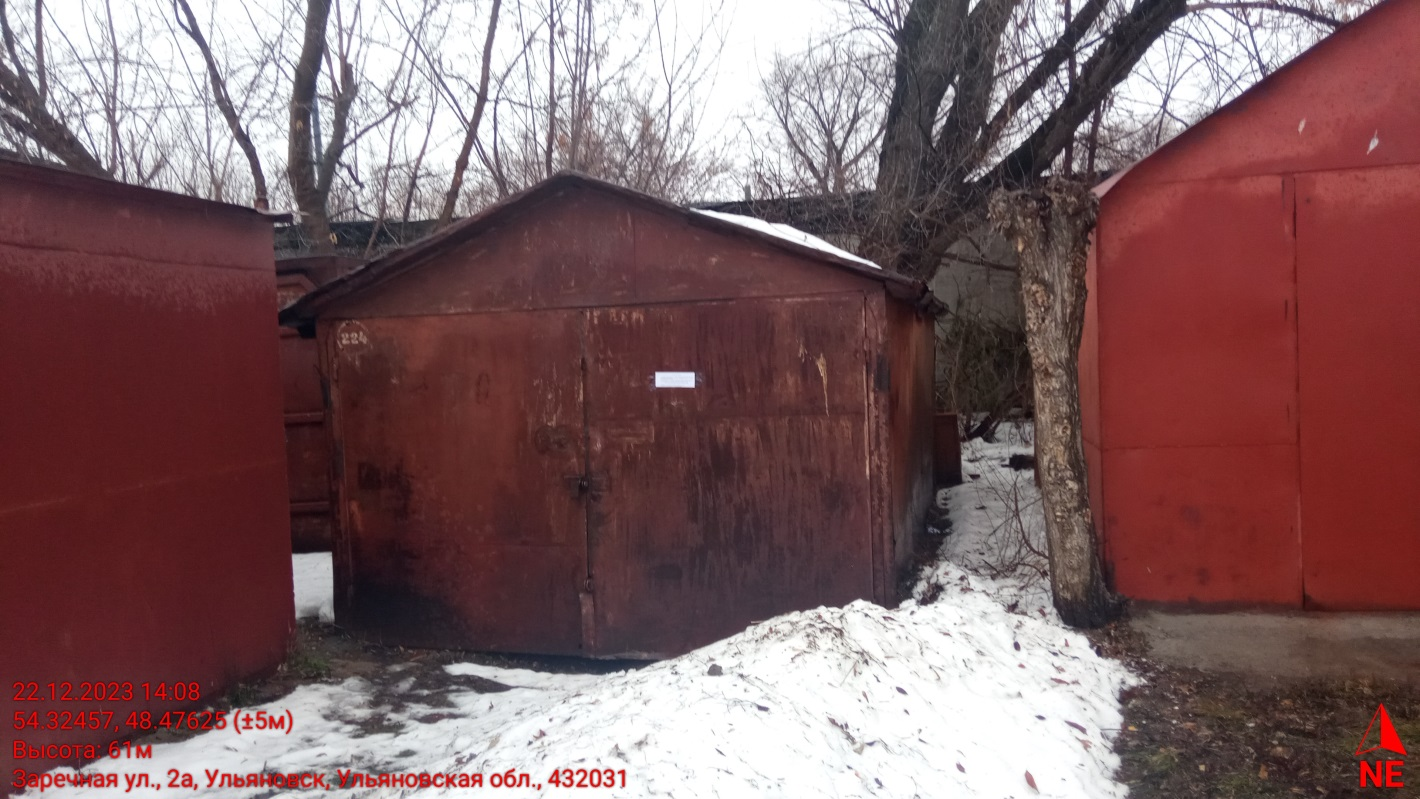 224
22.12.2023 14:08
54.32457, 48.47625 (±5м)
Высота: 61м
Заречная ул., 2а, Ульяновск, Ульяновская обл., 432031
NE